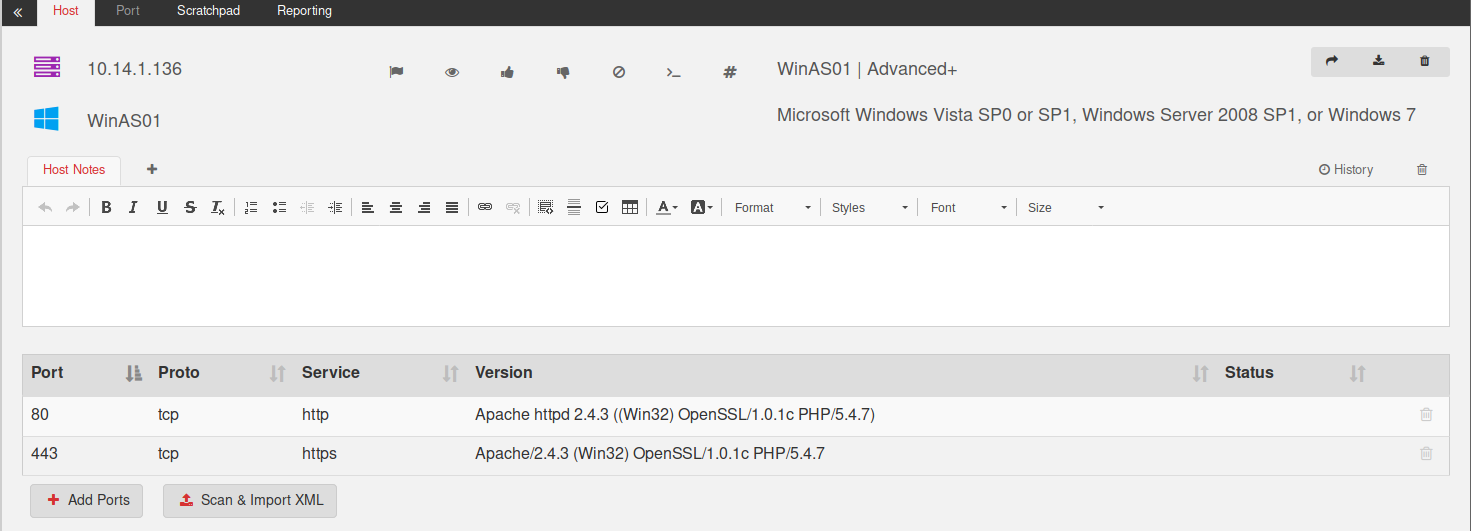 Host Port Scratchpad Reporting
10.14.1.136 WinAS01 | Advanced+
WinAS01 Microsoft Windows Vista SP0 or SP1, Windows Server 2008 SP1, or Windows 7
Host Notes History
B I U S Tx A A Format Styles Font Size
Port Proto Service Version Status
80 tcp http Apache httpd 2.4.3 ((Win32) OpenSSL/1.0.1c PHP/5.4.7)
443 tcp https Apache/2.4.3 (Win32) OpenSSL/1.0.1c PHP/5.4.7
Add Ports Scan & Import XML